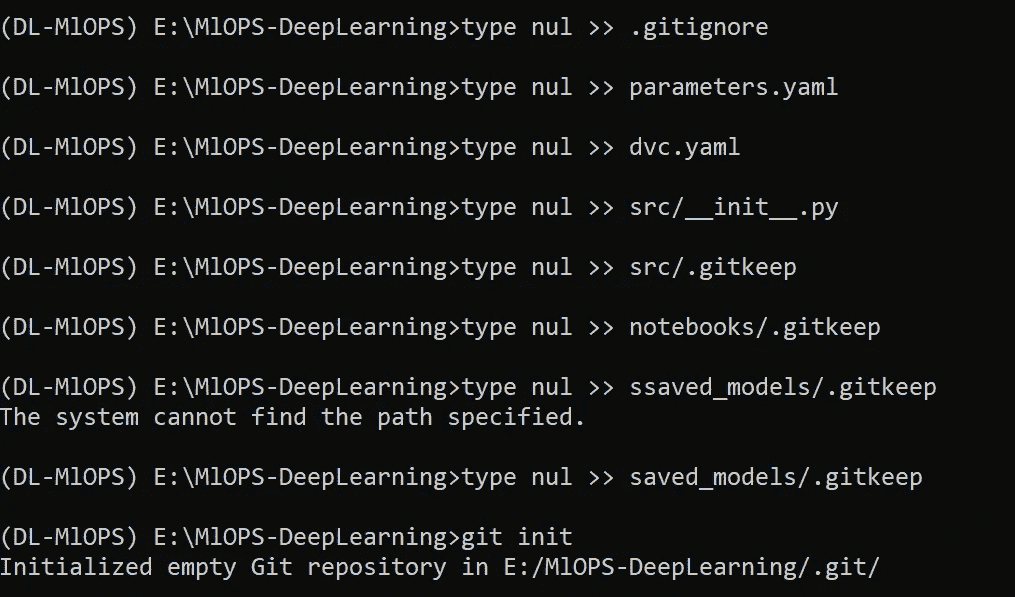 (DL-MlOPS) E:\MlOPS-DeepLearning>type nul >> .gitignore
(DL-MlOPS) E:\MlOPS-DeepLearning>type nul >> parameters.yaml
(DL-MlOPS) E:\MlOPS-DeepLearning>type nul >> dvc.yaml
(DL-MlOPS) E:\MlOPS-DeepLearning>type nul >> src/__init__.py
(DL-MlOPS) E:\MlOPS-DeepLearning>type nul >> src/.gitkeep
(DL-MlOPS) E:\MlOPS-DeepLearning>type nul >> notebooks/.gitkeep
(DL-MlOPS) E:\MlOPS-DeepLearning>type nul >> ssaved_models/.gitkeep
The system cannot find the path specified.
(DL-MlOPS) E:\MlOPS-DeepLearning>type nul >> saved_models/.gitkeep
(DL-MlOPS) E:\MlOPS-DeepLearning>git init
Initialized empty Git repository in E:/MlOPS-DeepLearning/.git/